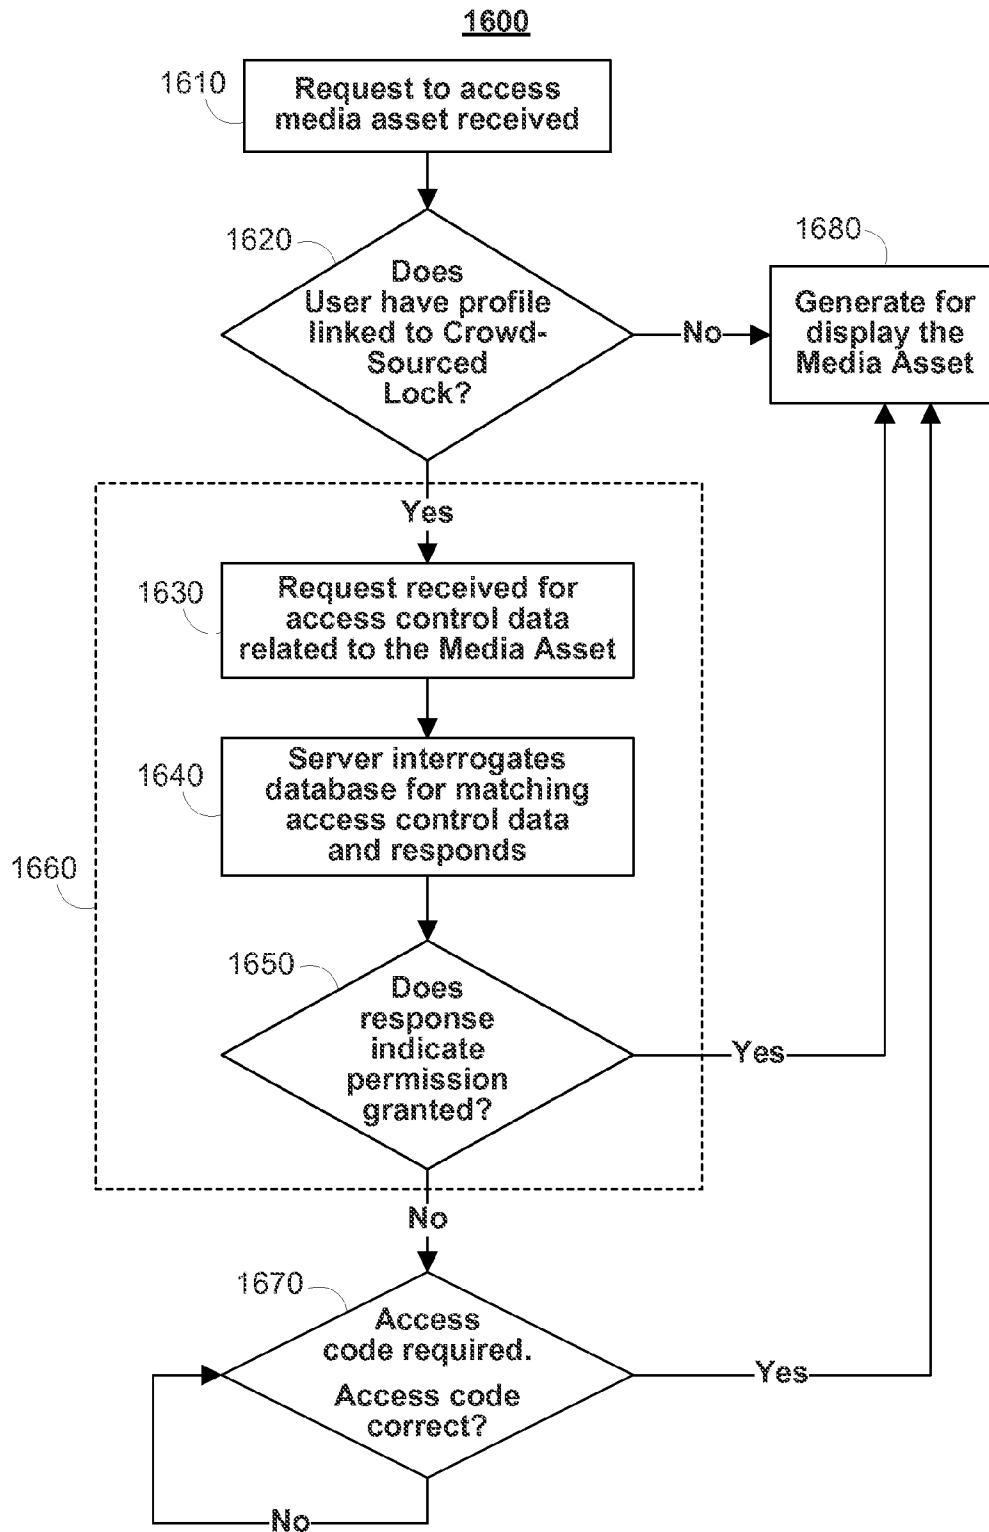 1600
1610
Request to access
media asset received
1620
Does
User have profile
linked to Crowd-
Sourced
Lock?
No
1680
Generate for
display the
Media Asset
Yes
1630
Request received for
access control data
related to the Media Asset
1640
Server interrogates
database for matching
access control data
and responds
1660
1650
Does
response
indicate
permission
granted?
Yes
No
1670
Access
code required.
Access code
correct?
Yes
No